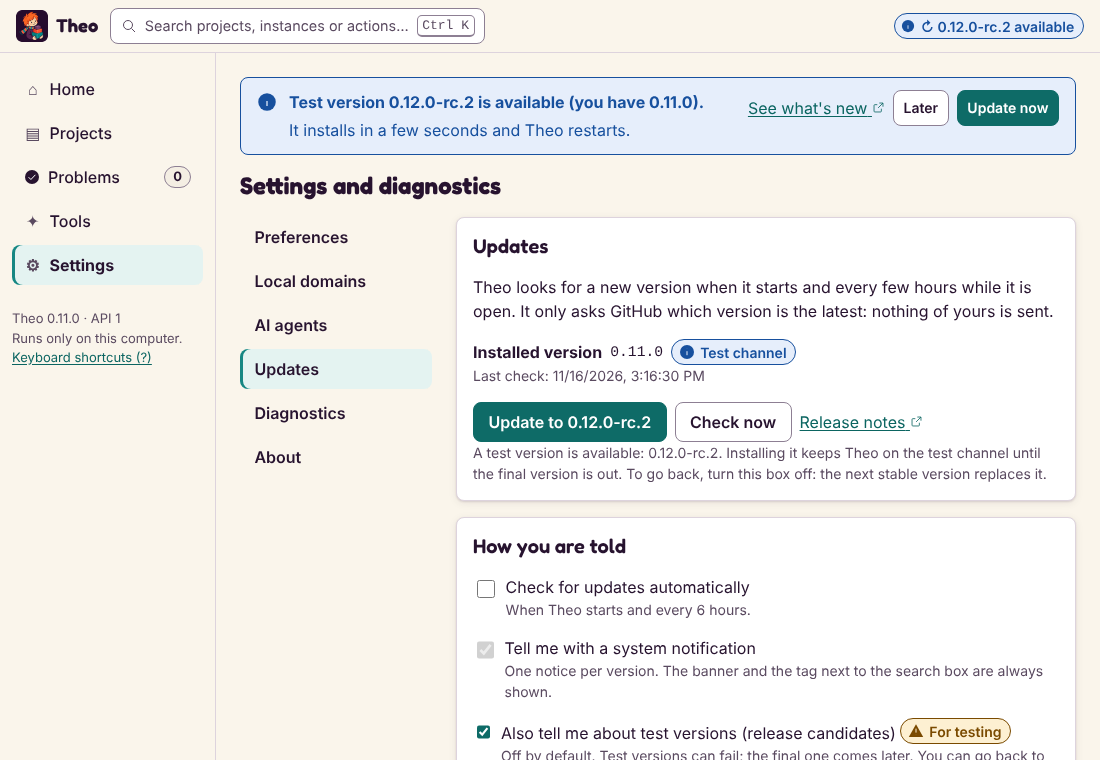 Theo
Search projects, instances or actions... Ctrl K
0.12.0-rc.2 available
Home
Projects
Problems 0
Tools
Settings
Theo 0.11.0 · API 1
Runs only on this computer.
Keyboard shortcuts (?)
Test version 0.12.0-rc.2 is available (you have 0.11.0).
It installs in a few seconds and Theo restarts.
See what's new
Later
Update now
Settings and diagnostics
Preferences
Local domains
AI agents
Updates
Diagnostics
About
Updates
Theo looks for a new version when it starts and every few hours while it is
open. It only asks GitHub which version is the latest: nothing of yours is sent.
Installed version 0.11.0 Test channel
Last check: 11/16/2026, 3:16:30 PM
Update to 0.12.0-rc.2 Check now Release notes
A test version is available: 0.12.0-rc.2. Installing it keeps Theo on the test channel until
the final version is out. To go back, turn this box off: the next stable version replaces it.
How you are told
Check for updates automatically
When Theo starts and every 6 hours.
Tell me with a system notification
One notice per version. The banner and the tag next to the search box are always
shown.
Also tell me about test versions (release candidates) For testing
Off by default. Test versions can fail; the final one comes later. You can go back to